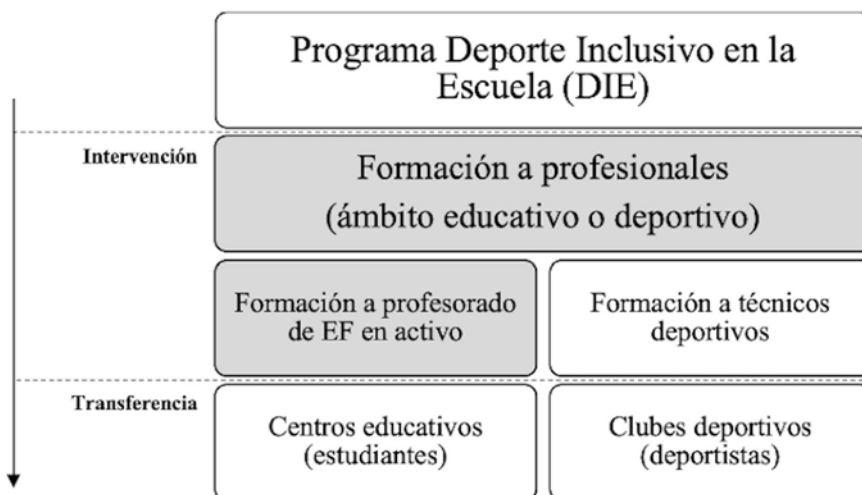 Programa Deporte Inclusivo en la
Escuela (DIE)
Intervención
Formación a profesionales
(ámbito educativo o deportivo)
Formación a profesorado
de EF en activo
Formación a técnicos
deportivos
Transferencia
Centros educativos
(estudiantes)
Clubes deportivos
(deportistas)